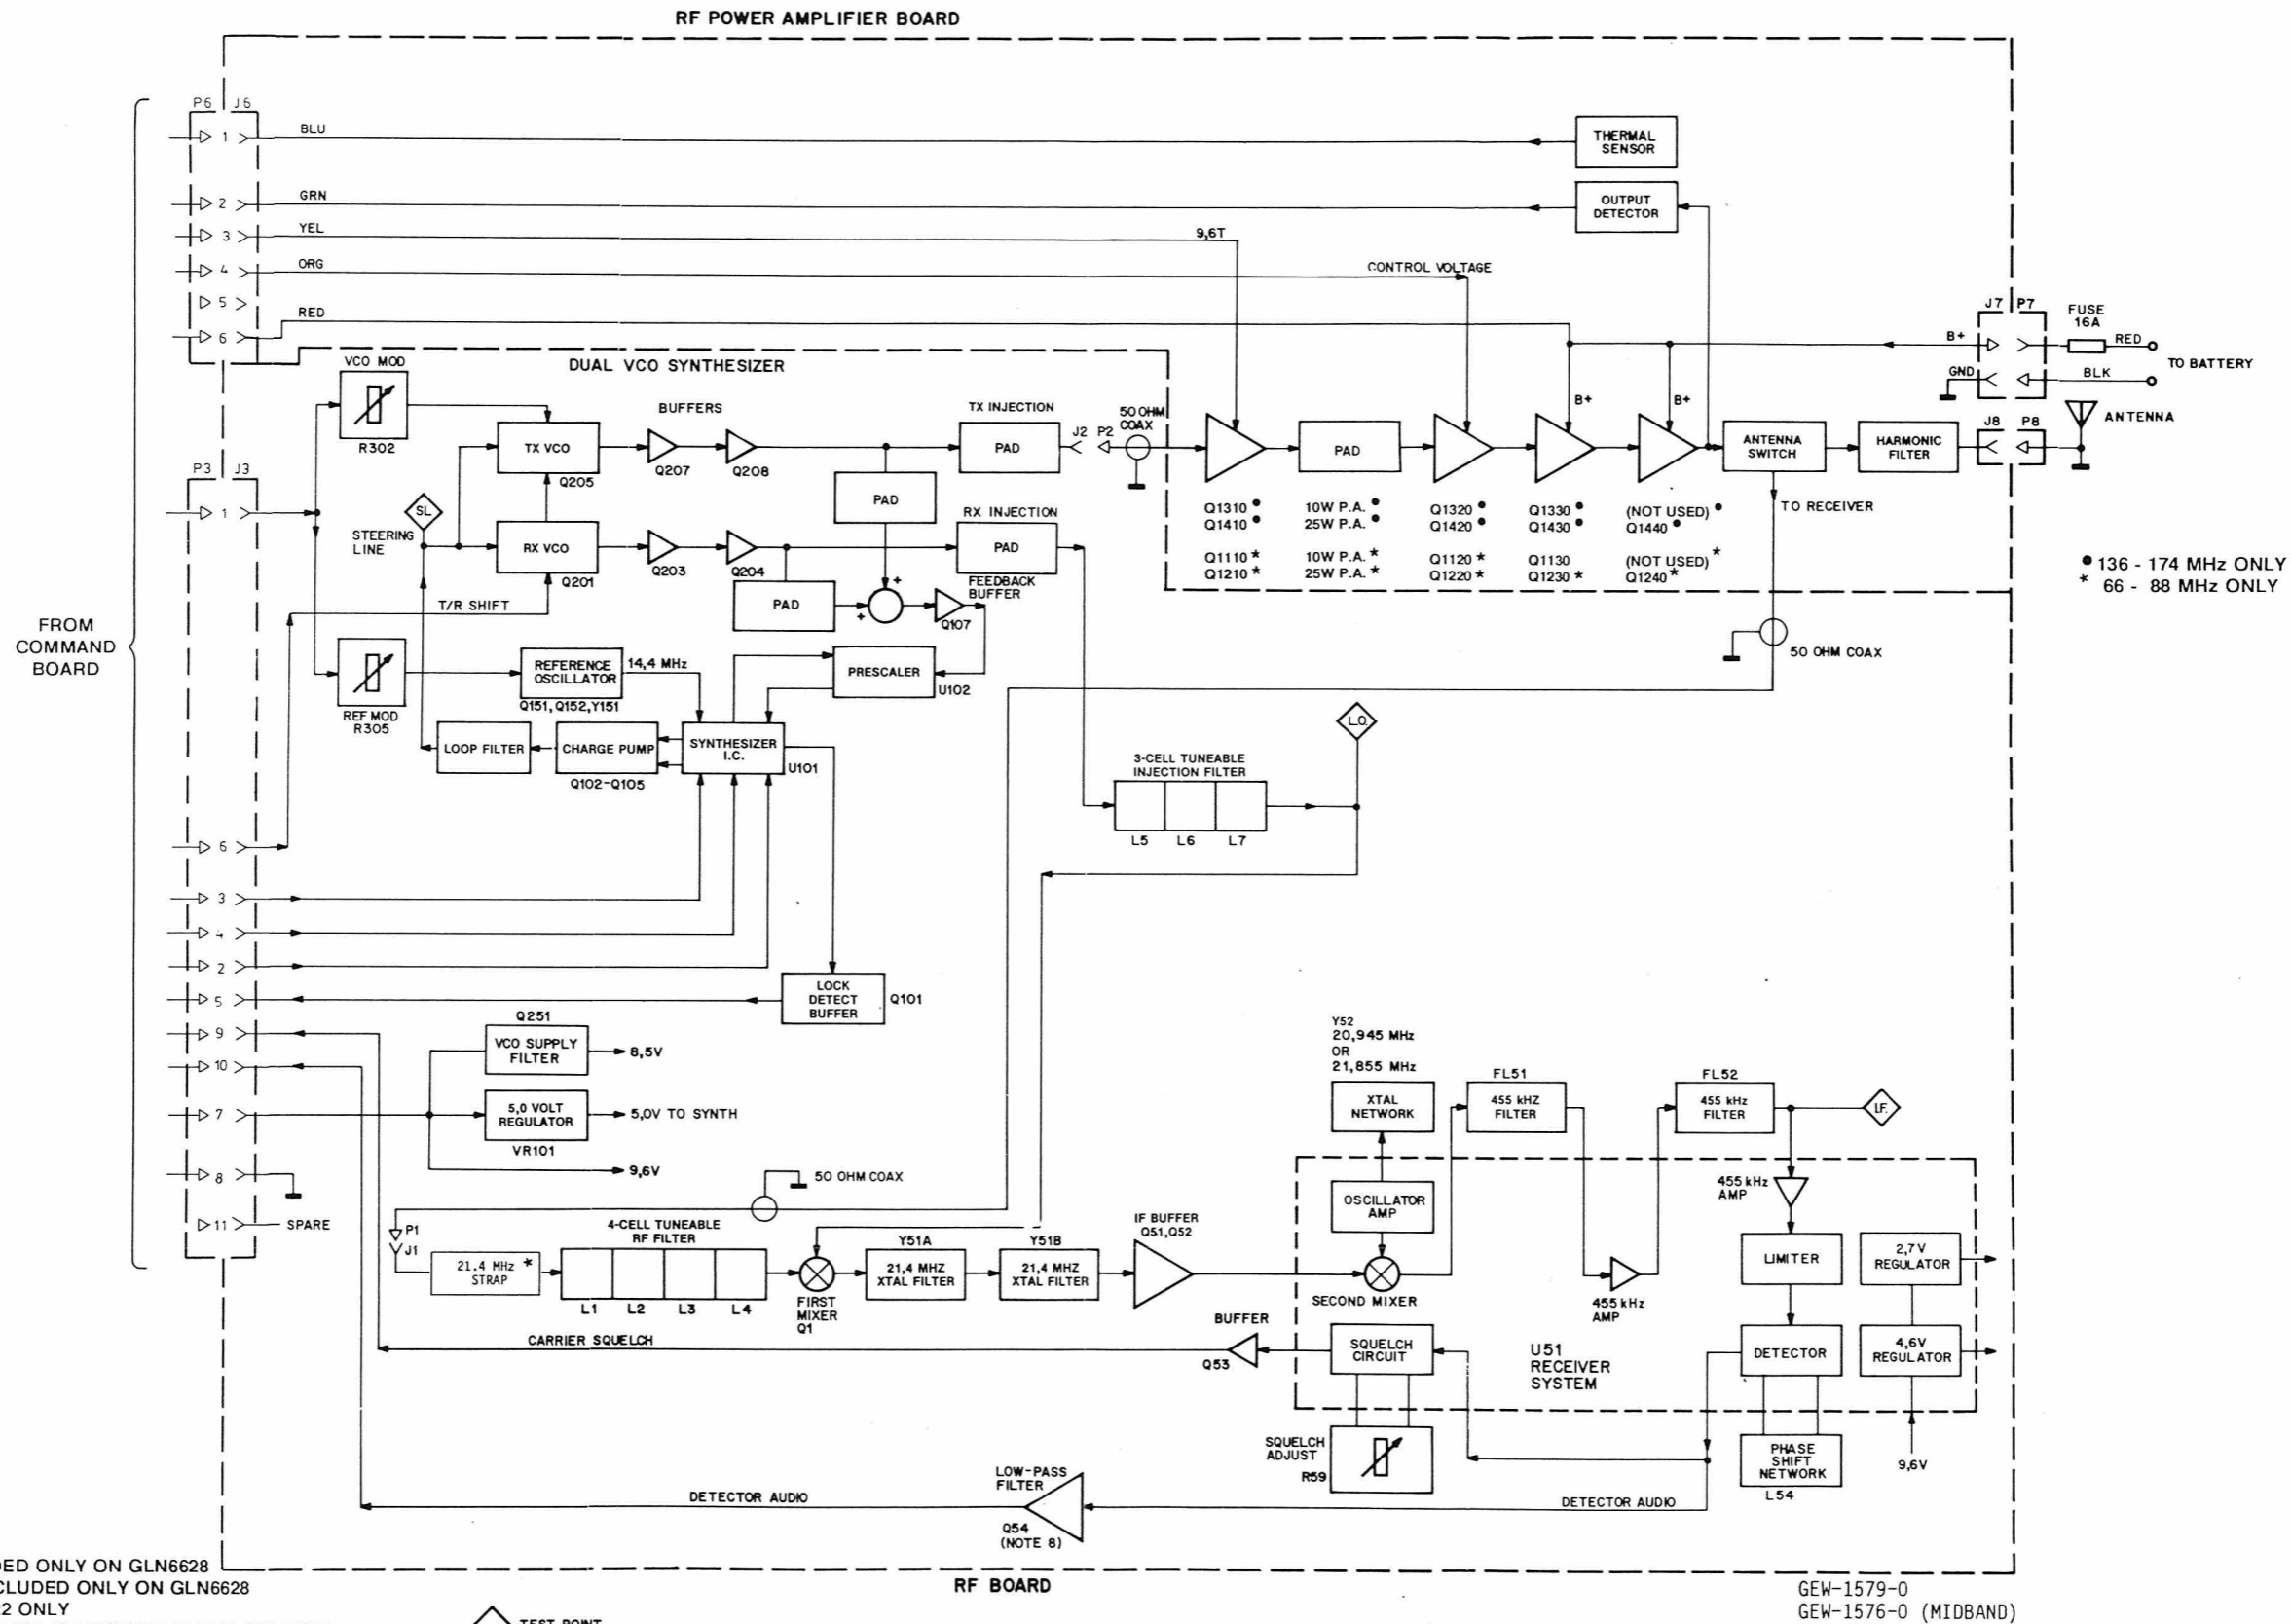 RF POWER AMPLIFIER BOARD
P6 J6
1 BLU
THERMAL
SENSOR
2 GRN
OUTPUT
DETECTOR
3 YEL
9,6T
4 ORG
CONTROL VOLTAGE
5
6 RED
J7 P7
FUSE
16A
B+
RED
TO BATTERY
GND
BLK
ANTENNA
J8 P8
DUAL VCO SYNTHESIZER
VCO MOD
R302
BUFFERS
TX INJECTION
50 OHM
COAX
J2 P2
B+
B+
TX VCO
Q205
Q207
Q208
PAD
PAD
ANTENNA
SWITCH
HARMONIC
FILTER
P3 J3
1
SL
STEERING
LINE
PAD
RX INJECTION
RX VCO
Q201
Q203
Q204
PAD
FEEDBACK
BUFFER
PAD
+
+
Q107
T/R SHIFT
Q1310 ●
Q1410 ●
Q1110 *
Q1210 *
10W P.A. ●
25W P.A. ●
10W P.A. *
25W P.A. *
Q1320 ●
Q1420 ●
Q1120 *
Q1220 *
Q1330 ●
Q1430 ●
Q1130
Q1230 *
(NOT USED) ●
Q1440 ●
(NOT USED) *
Q1240 *
TO RECEIVER
● 136 - 174 MHz ONLY
* 66 - 88 MHz ONLY
FROM
COMMAND
BOARD
50 OHM COAX
REF MOD
R305
REFERENCE
OSCILLATOR
Q151, Q152, Y151
14,4 MHz
PRESCALER
U102
LOOP FILTER
CHARGE PUMP
Q102-Q105
SYNTHESIZER
I.C.
U101
L.O.
3-CELL TUNEABLE
INJECTION FILTER
L5 L6 L7
6
3
4
2
5
9
10
7
8
11 SPARE
LOCK
DETECT
BUFFER
Q101
Q251
VCO SUPPLY
FILTER
8,5V
5,0 VOLT
REGULATOR
VR101
5,0V TO SYNTH
9,6V
50 OHM COAX
P1
J1
21.4 MHz *
STRAP
4-CELL TUNEABLE
RF FILTER
L1 L2 L3 L4
FIRST
MIXER
Q1
Y51A
21,4 MHZ
XTAL FILTER
Y51B
21,4 MHZ
XTAL FILTER
IF BUFFER
Q51,Q52
Y52
20,945 MHz
OR
21,855 MHz
XTAL
NETWORK
FL51
455 kHZ
FILTER
FL52
455 kHZ
FILTER
I.F.
OSCILLATOR
AMP
SECOND MIXER
455 kHz
AMP
455 kHz
AMP
LIMITER
2,7 V
REGULATOR
DETECTOR
4,6V
REGULATOR
CARRIER SQUELCH
BUFFER
Q53
SQUELCH
CIRCUIT
U51
RECEIVER
SYSTEM
SQUELCH
ADJUST
R59
PHASE
SHIFT
NETWORK
L54
9,6V
DETECTOR AUDIO
LOW-PASS
FILTER
Q54
(NOTE 8)
DETECTOR AUDIO
ONLY ON GLN6628
ONLY ON GLN6628
ONLY
RF BOARD
GEW-1579-0
GEW-1576-0 (MIDBAND)
TEST POINT